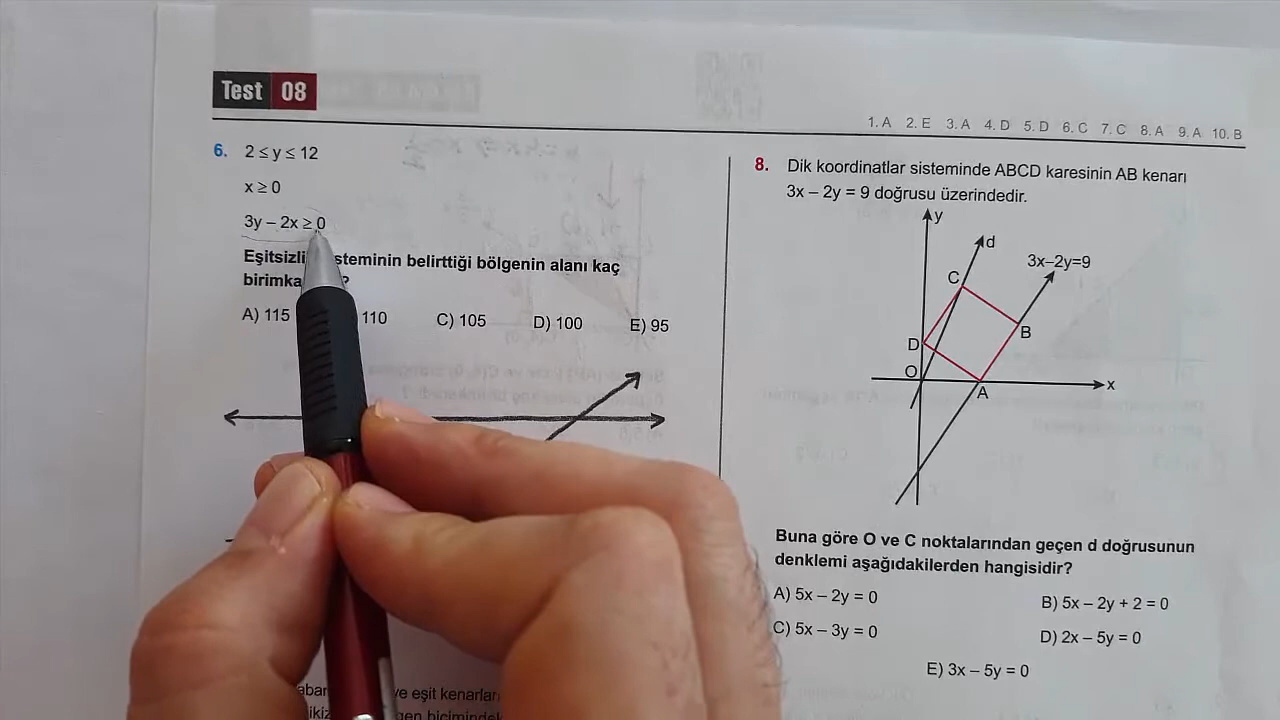 Test 08
1. A 2. E 3. A 4. D 5. D 6. C 7. C 8. A 9. A 10. B
6. 2 ≤ y ≤ 12
x ≥ 0
3y – 2x ≥ 0
Eşitsizli steminin belirttiği bölgenin alanı kaç
birimka ?
A) 115 110 C) 105 D) 100 E) 95
8. Dik koordinatlar sisteminde ABCD karesinin AB kenarı
3x – 2y = 9 doğrusu üzerindedir.
y
d
3x–2y=9
C
B
D
O
A
x
Buna göre O ve C noktalarından geçen d doğrusunun
denklemi aşağıdakilerden hangisidir?
A) 5x – 2y = 0 B) 5x – 2y + 2 = 0
C) 5x – 3y = 0 D) 2x – 5y = 0
E) 3x – 5y = 0
ve eşit kenarlar